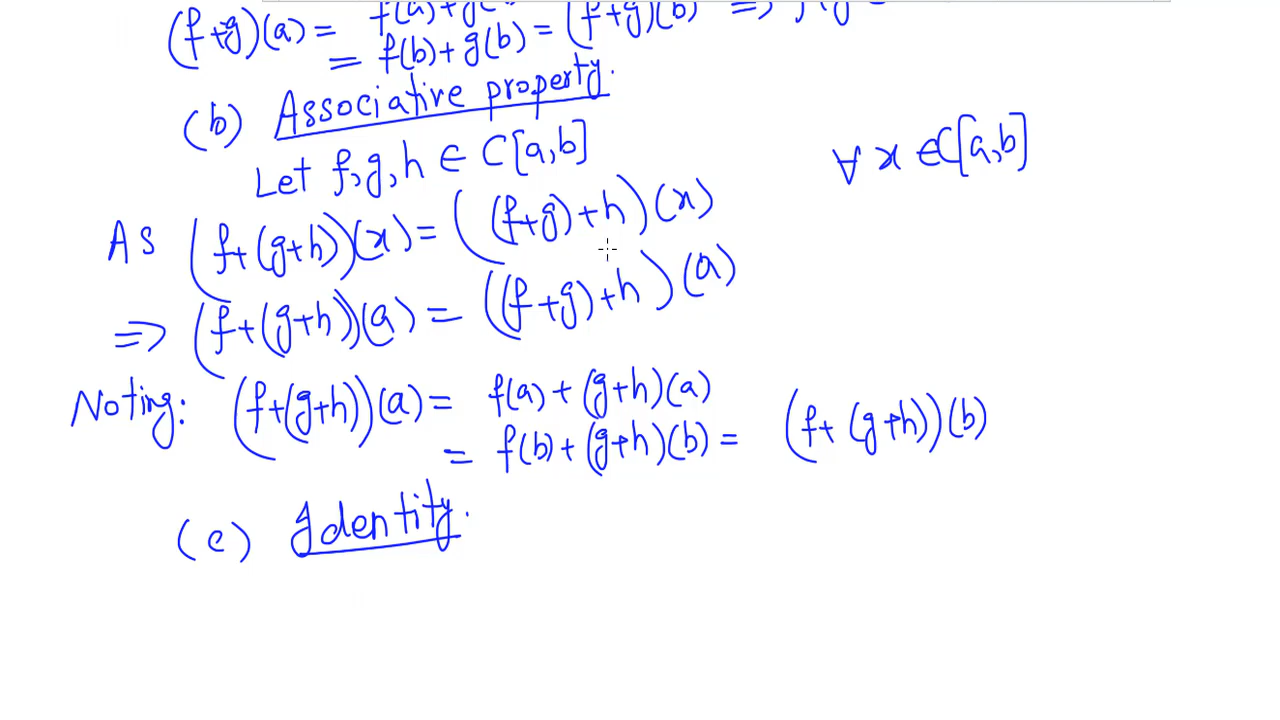 (f+g)(a) = f(a)+g(
= f(b)+g(b) = (f+g)(b) =>
(b) Associative property.
Let f,g,h ∈ C[a,b]
∀ x ∈ C[a,b]
As (f+(g+h))(x) = ((f+g)+h)(x)
=> (f+(g+h))(a) = ((f+g)+h)(a)
Noting: (f+(g+h))(a) = f(a)+(g+h)(a)
= f(b)+(g+h)(b) = (f+(g+h))(b)
(c) Identity.